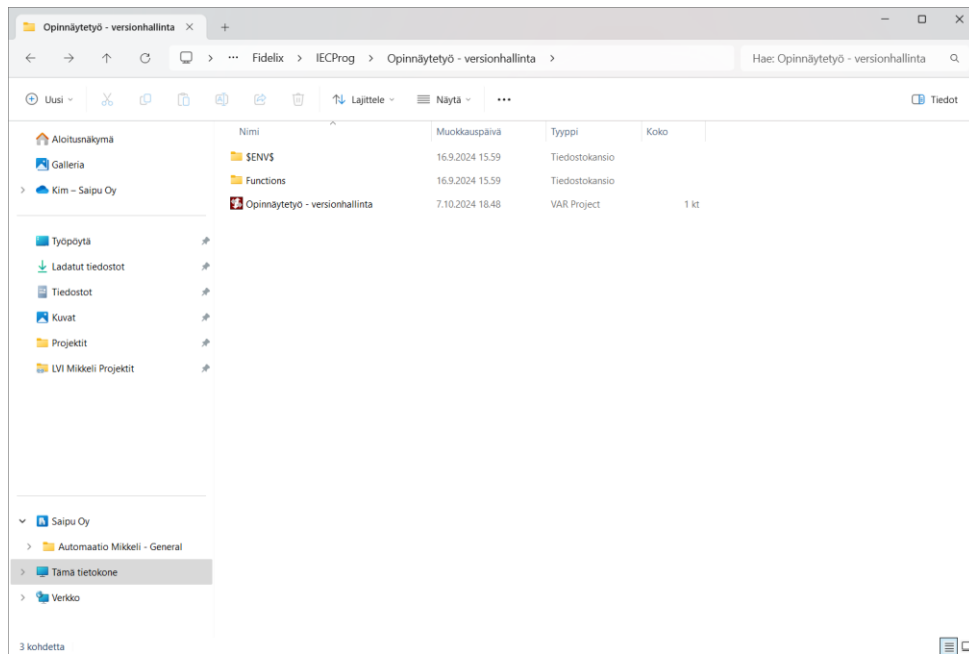 Opinnäytetyö - versionhallinta
Fidelix > IECProg > Opinnäytetyö - versionhallinta >
Hae: Opinnäytetyö - versionhallinta
Uusi
Lajittele
Näytä
Tiedot
Nimi Muokkauspäivä Tyyppi Koko
$ENV$ 16.9.2024 15.59 Tiedostokansio
Functions 16.9.2024 15.59 Tiedostokansio
Opinnäytetyö - versionhallinta 7.10.2024 18.48 VAR Project 1 kt
Aloitusnäkymä
Galleria
Kim – Saipu Oy
Työpöytä
Ladatut tiedostot
Tiedostot
Kuvat
Projektit
LVI Mikkeli Projektit
Saipu Oy
Automaatio Mikkeli - General
Tämä tietokone
Verkko
3 kohdetta